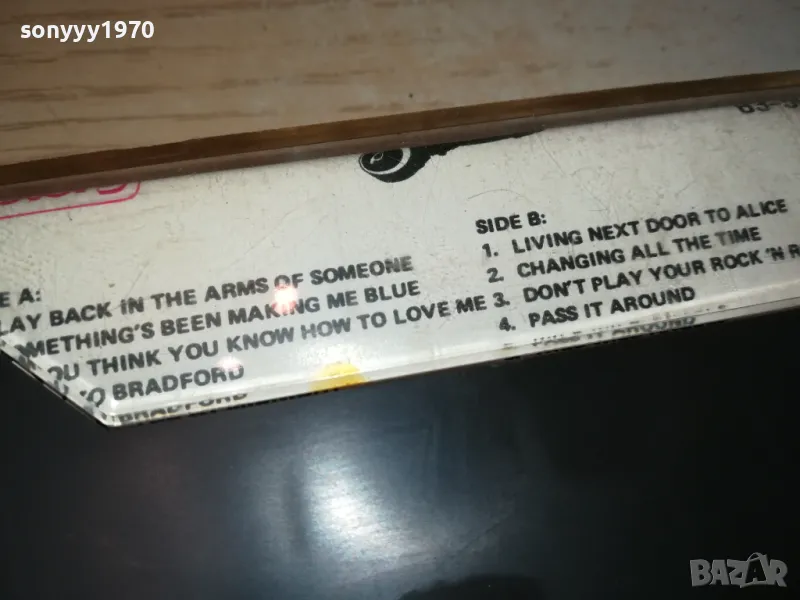 sonyyy1970
E A:
LAY BACK IN THE ARMS OF SOMEONE
METHING'S BEEN MAKING ME BLUE
OU THINK YOU KNOW HOW TO LOVE ME
O BRADFORD
SIDE B:
1. LIVING NEXT DOOR TO ALICE
2. CHANGING ALL THE TIME
3. DON'T PLAY YOUR ROCK 'N R
4. PASS IT AROUND
BAZAR